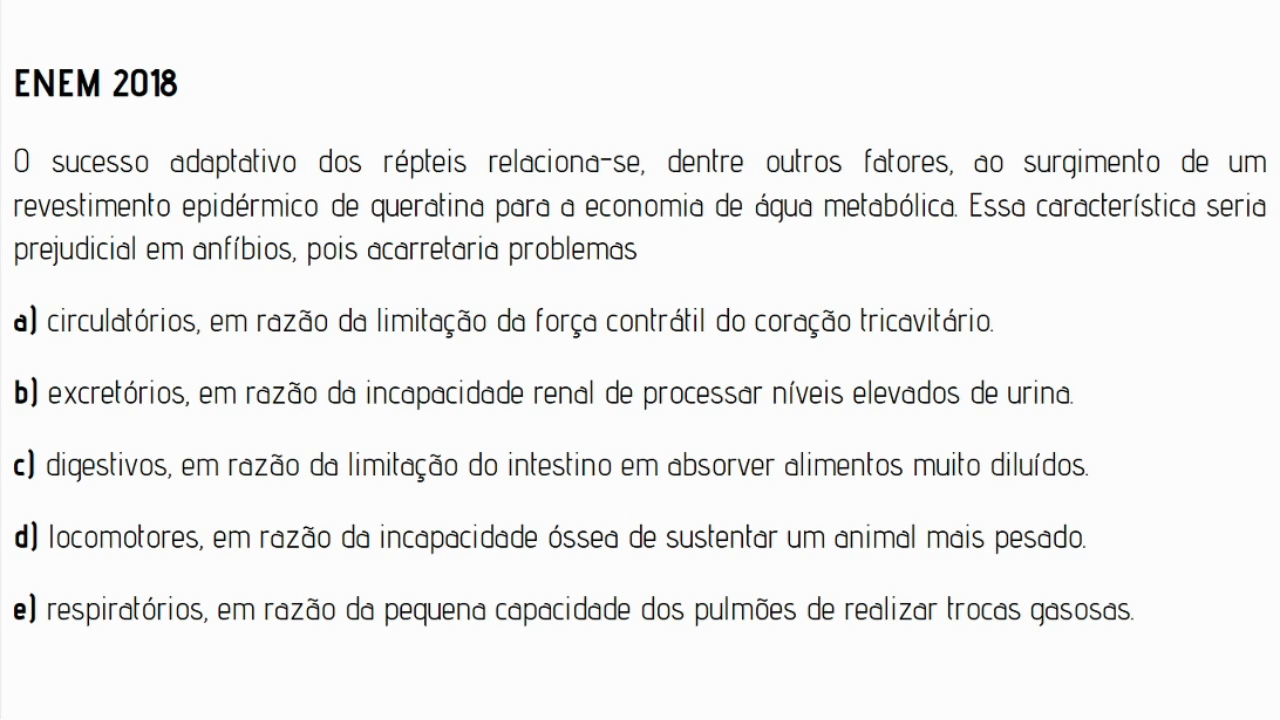 ENEM 2018
O sucesso adaptativo dos répteis relaciona-se, dentre outros fatores, ao surgimento de um
revestimento epidérmico de queratina para a economia de água metabólica. Essa característica seria
prejudicial em anfíbios, pois acarretaria problemas
a) circulatórios, em razão da limitação da força contrátil do coração tricavitário.
b) excretórios, em razão da incapacidade renal de processar níveis elevados de urina.
c) digestivos, em razão da limitação do intestino em absorver alimentos muito diluídos.
d) locomotores, em razão da incapacidade óssea de sustentar um animal mais pesado.
e) respiratórios, em razão da pequena capacidade dos pulmões de realizar trocas gasosas.